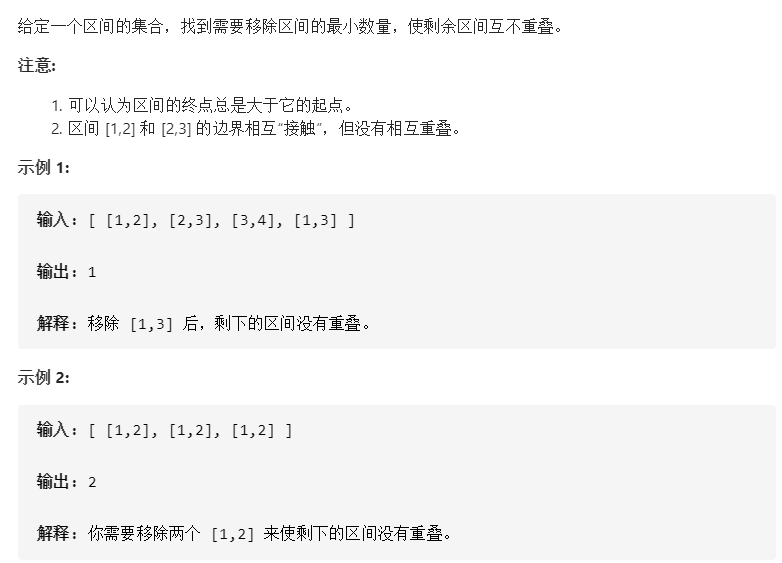 给定一个区间的集合，找到需要移除区间的最小数量，使剩余区间互不重叠。
注意:
1. 可以认为区间的终点总是大于它的起点。
2. 区间 [1,2] 和 [2,3] 的边界相互“接触”，但没有相互重叠。
示例 1:
输入: [ [1,2], [2,3], [3,4], [1,3] ]
输出: 1
解释: 移除 [1,3] 后，剩下的区间没有重叠。
示例 2:
输入: [ [1,2], [1,2], [1,2] ]
输出: 2
解释: 你需要移除两个 [1,2] 来使剩下的区间没有重叠。